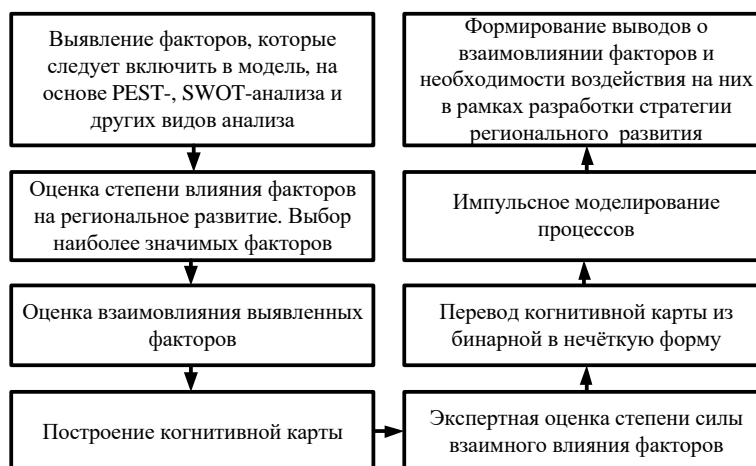 Выявление факторов, которые
следует включить в модель, на
основе PEST-, SWOT-анализа и
других видов анализа
Оценка степени влияния факторов
на региональное развитие. Выбор
наиболее значимых факторов
Оценка взаимовлияния выявленных
факторов
Построение когнитивной карты
Экспертная оценка степени силы
взаимного влияния факторов
Перевод когнитивной карты из
бинарной в нечёткую форму
Импульсное моделирование
процессов
Формирование выводов о
взаимовлиянии факторов и
необходимости воздействия на них
в рамках разработки стратегии
регионального развития